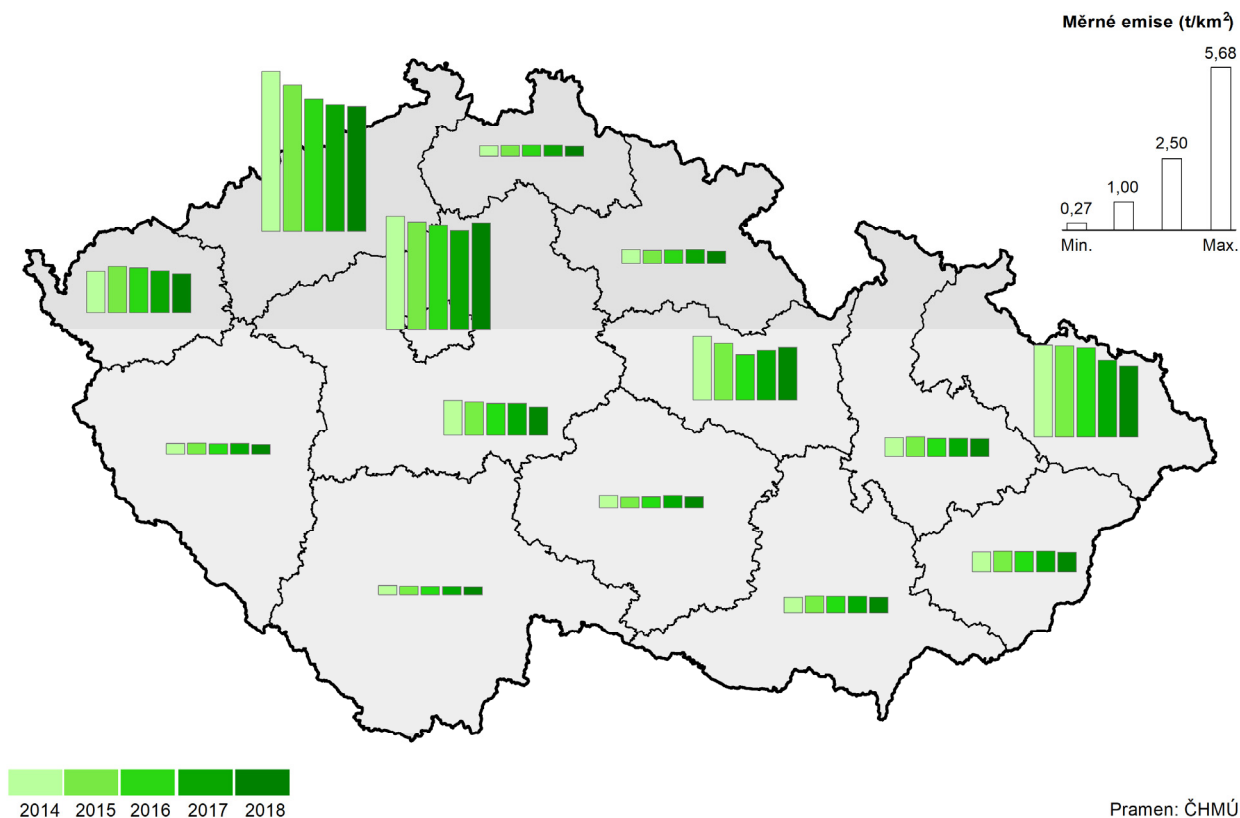 Měrné emise (t/km²)
5,68
2,50
1,00
0,27
Min.
Max.
2014 2015 2016 2017 2018
Pramen: ČHMÚ